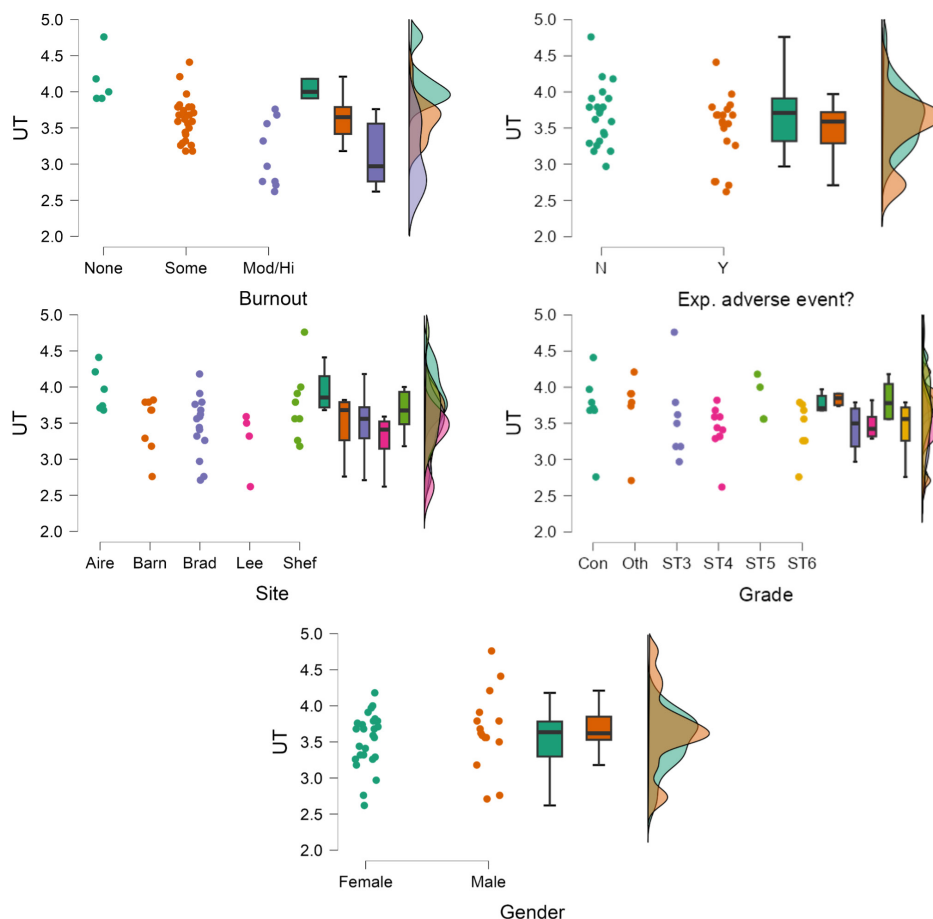 5.0
4.5
4.0
3.5
3.0
2.5
2.0
UT
None Some Mod/Hi
Burnout
5.0
4.5
4.0
3.5
3.0
2.5
2.0
UT
N Y
Exp. adverse event?
5.0
4.5
4.0
3.5
3.0
2.5
2.0
UT
Aire Barn Brad Lee Shef
Site
5.0
4.5
4.0
3.5
3.0
2.5
2.0
UT
Con Oth ST3 ST4 ST5 ST6
Grade
5.0
4.5
4.0
3.5
3.0
2.5
2.0
UT
Female Male
Gender